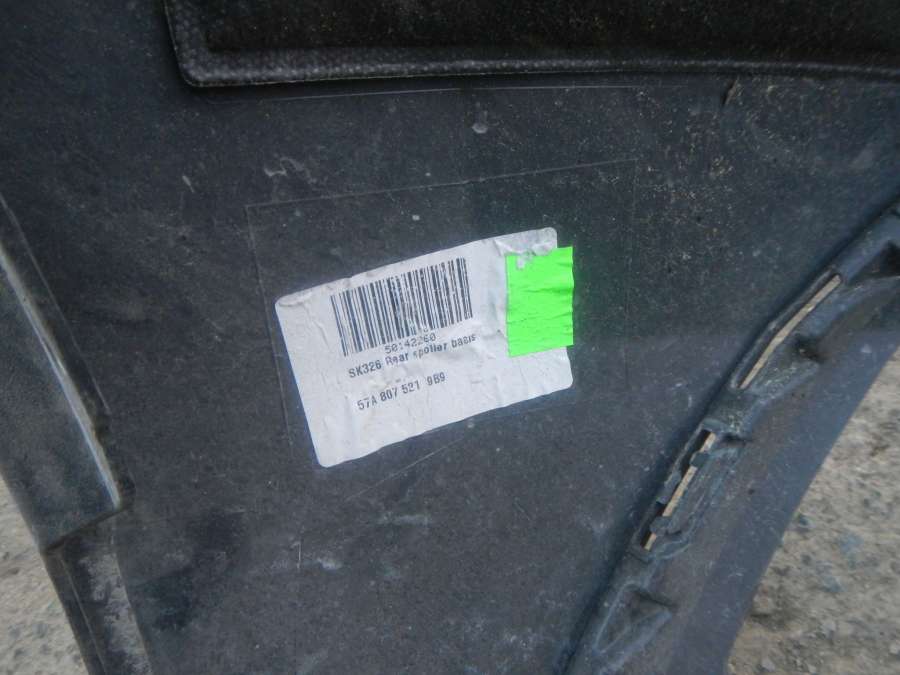 50142260
SK326 Rear spoiler basis
57A 807 521 9B9